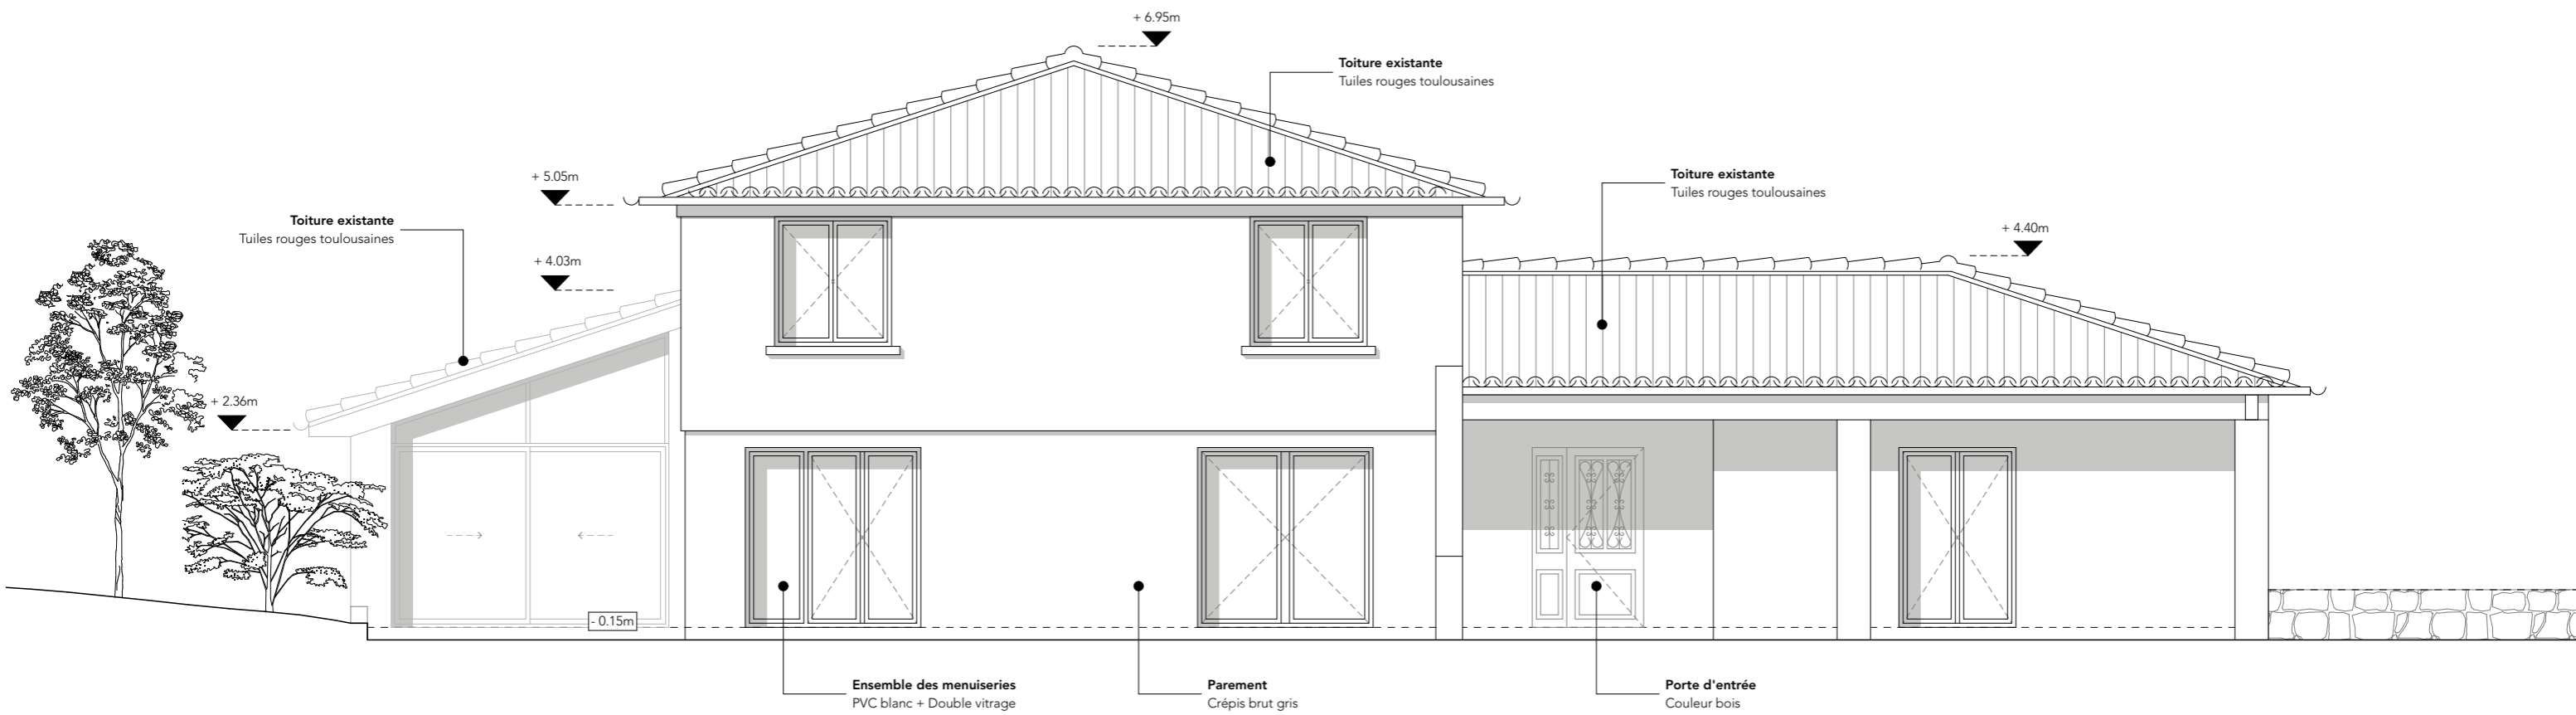 + 6.95m
Toiture existante
Tuiles rouges toulousaines
+ 5.05m
Toiture existante
Tuiles rouges toulousaines
Toiture existante
Tuiles rouges toulousaines
+ 4.40m
+ 4.03m
+ 2.36m
- 0.15m
Ensemble des menuiseries
PVC blanc + Double vitrage
Parement
Crépis brut gris
Porte d'entrée
Couleur bois